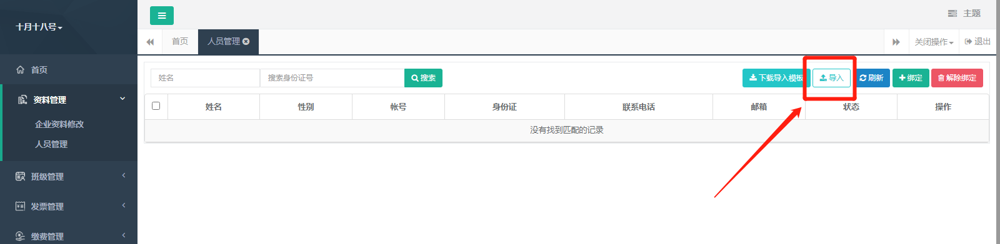 十月十八号
主题
首页
人员管理
关闭操作
退出
首页
资料管理
企业资料修改
人员管理
班级管理
发票管理
缴费管理
姓名
搜索身份证号
搜索
下载导入模板
导入
刷新
绑定
解除绑定
姓名 性别 帐号 身份证 联系电话 邮箱 状态 操作
没有找到匹配的记录